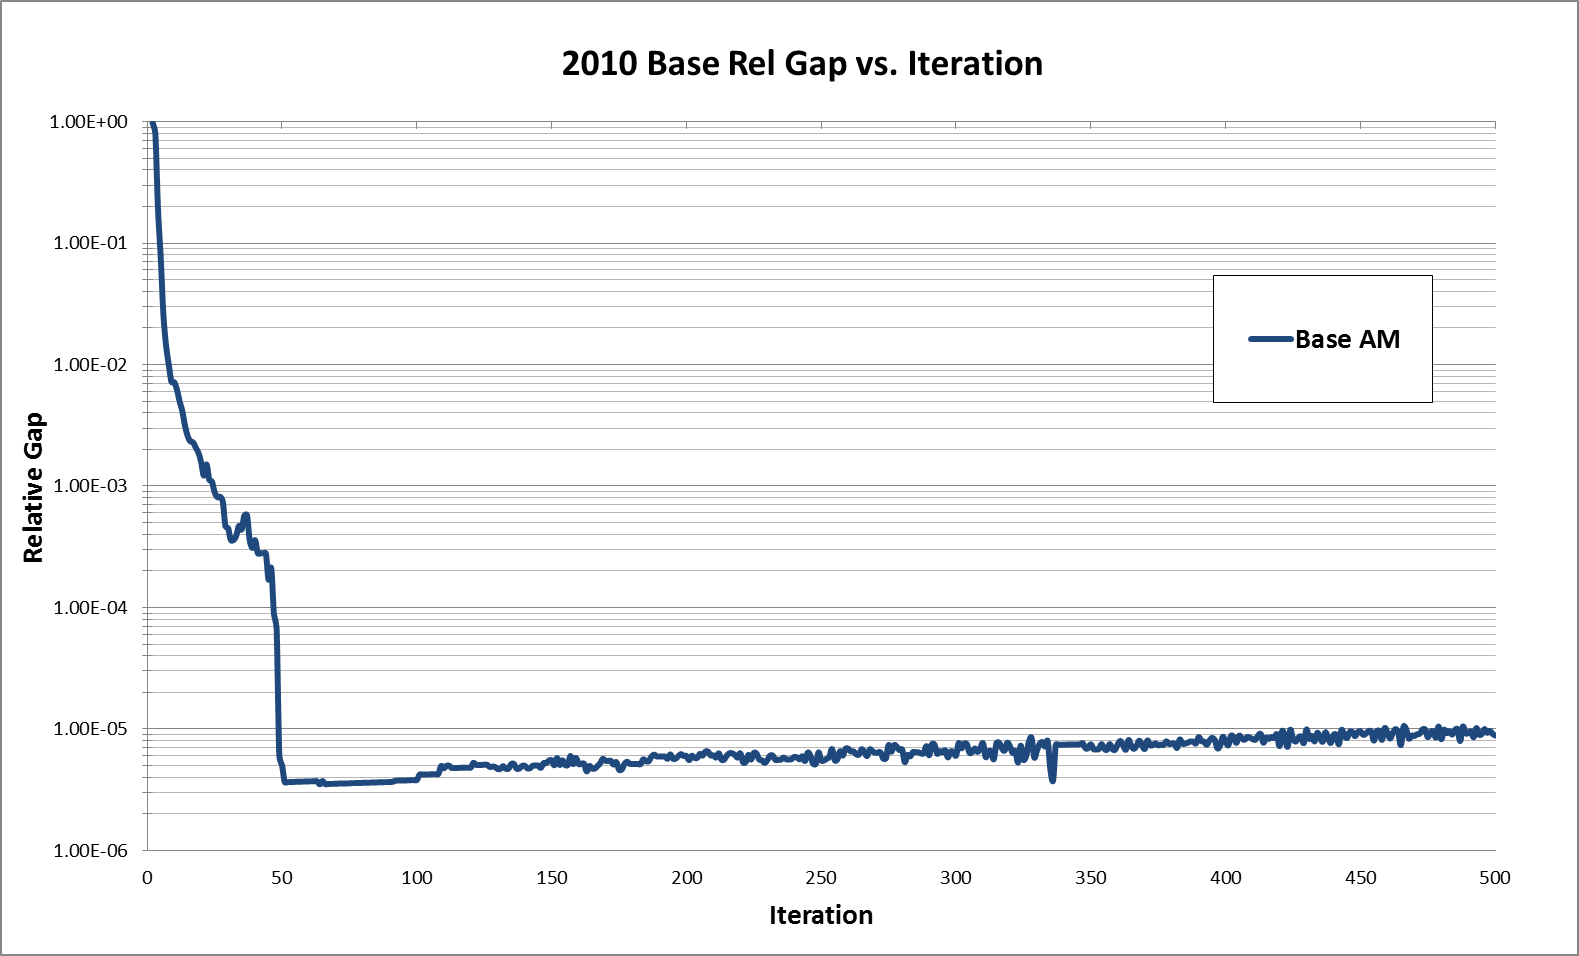 2010 Base Rel Gap vs. Iteration
1.00E+00
1.00E-01
1.00E-02
1.00E-03
1.00E-04
1.00E-05
1.00E-06
Relative Gap
Base AM
0 50 100 150 200 250 300 350 400 450 500
Iteration